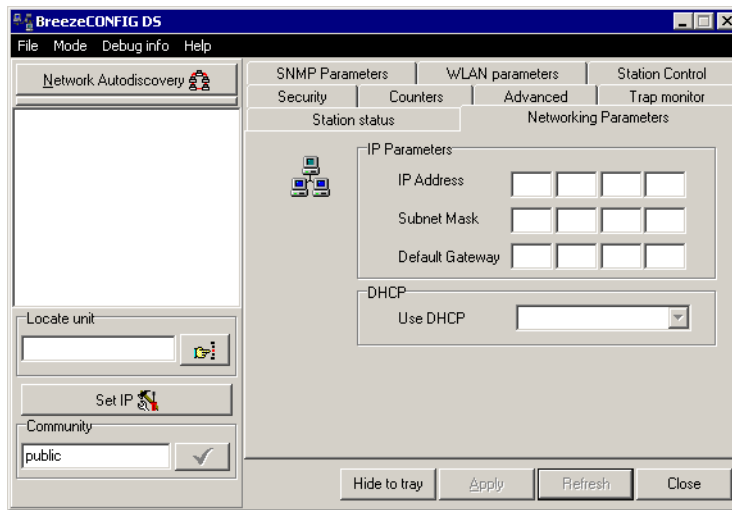 BreezeCONFIG DS
File Mode Debug info Help
Network Autodiscovery
Locate unit
Set IP
Community
public
SNMP Parameters WLAN parameters Station Control
Security Counters Advanced Trap monitor
Station status Networking Parameters
IP Parameters
IP Address
Subnet Mask
Default Gateway
DHCP
Use DHCP
Hide to tray Apply Refresh Close